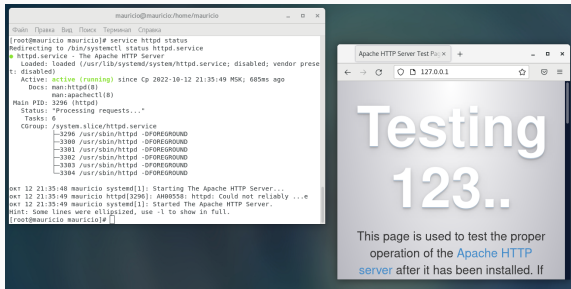 mauricio@mauricio:/home/mauricio
Файл Правка Вид Поиск Терминал Справка
[root@mauricio mauricio]# service httpd status
Redirecting to /bin/systemctl status httpd.service
● httpd.service - The Apache HTTP Server
Loaded: loaded (/usr/lib/systemd/system/httpd.service; disabled; vendor prese
t: disabled)
Active: active (running) since Ср 2022-10-12 21:35:49 MSK; 685ms ago
Docs: man:httpd(8)
man:apachectl(8)
Main PID: 3296 (httpd)
Status: "Processing requests..."
Tasks: 6
CGroup: /system.slice/httpd.service
├─3296 /usr/sbin/httpd -DFOREGROUND
├─3300 /usr/sbin/httpd -DFOREGROUND
├─3301 /usr/sbin/httpd -DFOREGROUND
├─3302 /usr/sbin/httpd -DFOREGROUND
├─3303 /usr/sbin/httpd -DFOREGROUND
└─3304 /usr/sbin/httpd -DFOREGROUND
окт 12 21:35:48 mauricio systemd[1]: Starting The Apache HTTP Server...
окт 12 21:35:49 mauricio httpd[3296]: AH00558: httpd: Could not reliably ...e
окт 12 21:35:49 mauricio systemd[1]: Started The Apache HTTP Server.
Hint: Some lines were ellipsized, use -l to show in full.
[root@mauricio mauricio]#
Apache HTTP Server Test Pag
127.0.0.1
Testing
123..
This page is used to test the proper
operation of the Apache HTTP
server after it has been installed. If